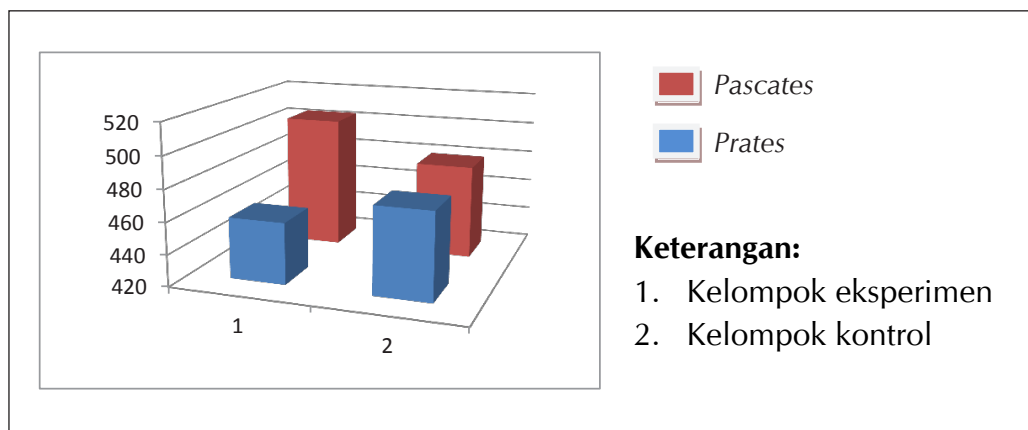 520
500
480
460
440
420
1
2
Pascates
Prates
Keterangan:
1. Kelompok eksperimen
2. Kelompok kontrol